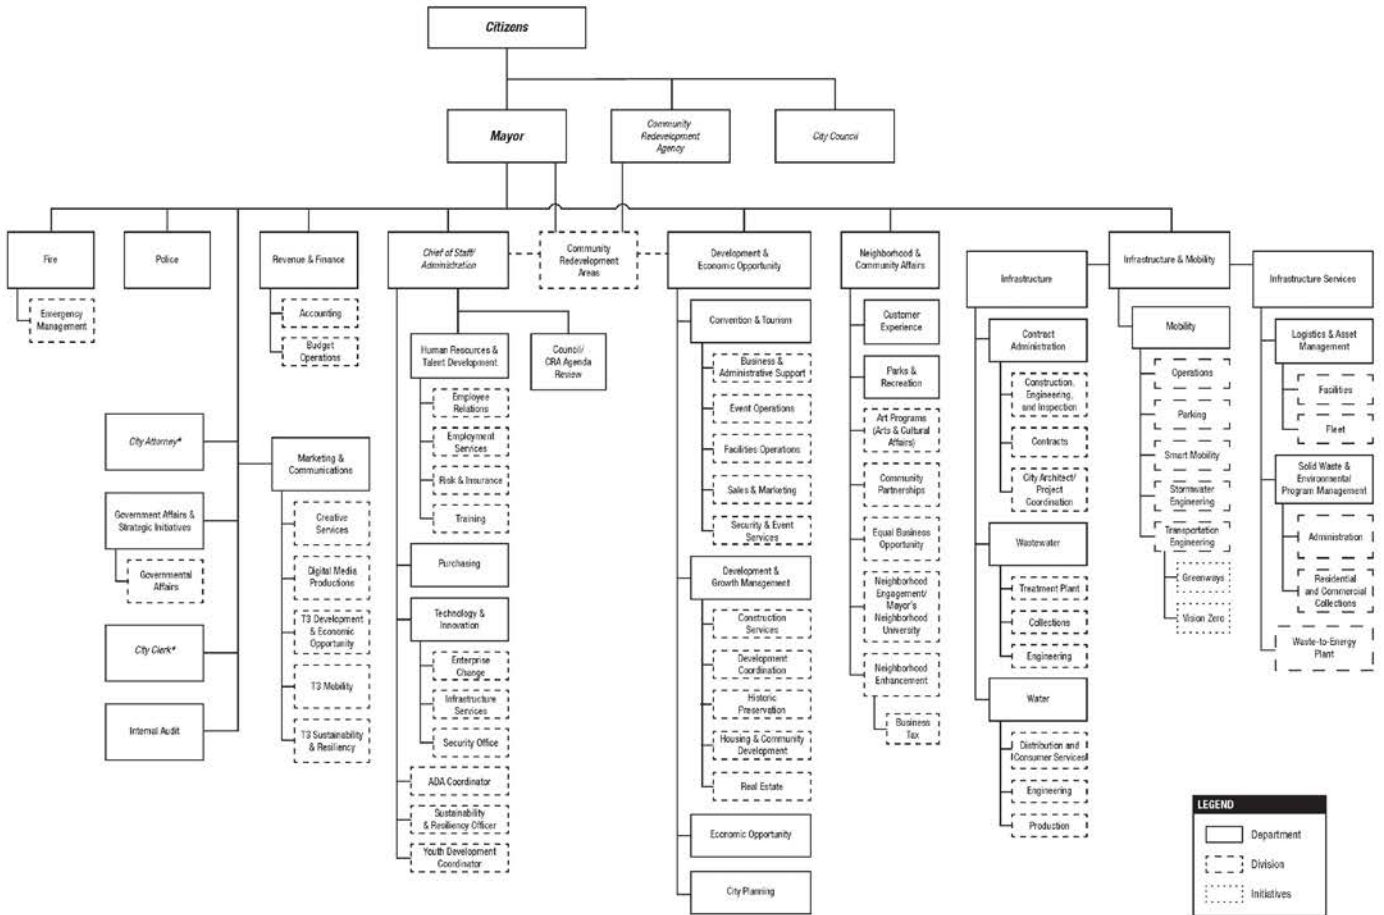 Citizens
Mayor
Community
Redevelopment
Agency
City Council
Fire
Police
Revenue & Finance
Chief of Staff/
Administration
Community
Redevelopment
Areas
Development &
Economic Opportunity
Neighborhood &
Community Affairs
Infrastructure
Infrastructure & Mobility
Infrastructure Services
Emergency
Management
Accounting
Budget
Operations
Human Resources &
Talent Development
Council/
CRA Agenda
Review
Employee
Relations
Employment
Services
Risk & Insurance
Training
Purchasing
Technology &
Innovation
Enterprise
Change
Infrastructure
Services
Security Office
ADA Coordinator
Sustainability
& Resiliency Officer
Youth Development
Coordinator
City Attorney*
Government Affairs &
Strategic Initiatives
Governmental
Affairs
City Clerk*
Internal Audit
Marketing &
Communications
Creative
Services
Digital Media
Productions
T3 Development
& Economic
Opportunity
T3 Mobility
T3 Sustainability
& Resiliency
Convention & Tourism
Business &
Administrative Support
Event Operations
Facilities Operations
Sales & Marketing
Security & Event
Services
Development &
Growth Management
Construction
Services
Development
Coordination
Historic
Preservation
Housing & Community
Development
Real Estate
Economic Opportunity
City Planning
Customer
Experience
Parks &
Recreation
Art Programs
(Arts & Cultural
Affairs)
Community
Partnerships
Equal Business
Opportunity
Neighborhood
Engagement/
Mayor's
Neighborhood
University
Neighborhood
Enhancement
Business
Tax
Contract
Administration
Construction,
Engineering,
and Inspection
Contracts
City Architect/
Project
Coordination
Wastewater
Treatment Plant
Collections
Engineering
Water
Distribution and
Consumer Services
Engineering
Production
Mobility
Operations
Parking
Smart Mobility
Stormwater
Engineering
Transportation
Engineering
Greenways
Vision Zero
Logistics & Asset
Management
Facilities
Fleet
Solid Waste &
Environmental
Program Management
Administration
Residential
and Commercial
Collections
Waste-to-Energy
Plant
LEGEND
Department
Division
Initiatives